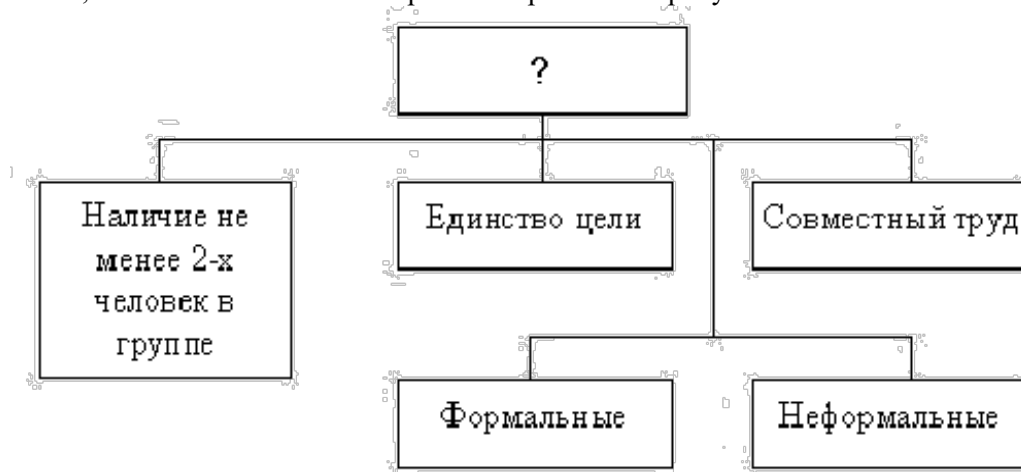 ?
Наличие не
менее 2-х
человек в
группе
Единство цели
Совместный труд
Формальные
Неформальные